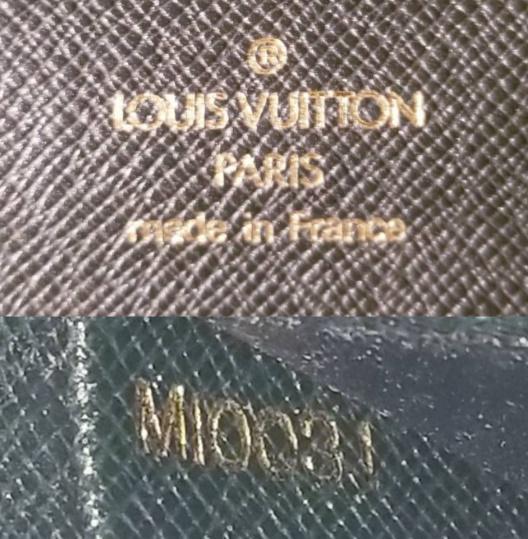 ®
LOUIS VUITTON
PARIS
made in France
MI0031